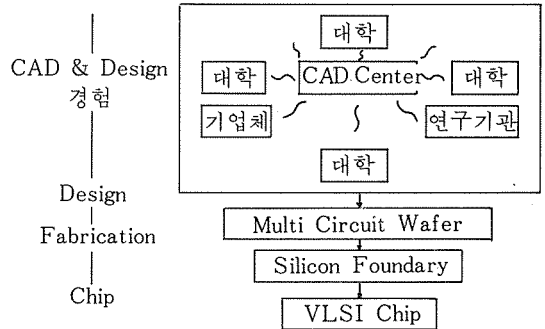 CAD & Design
경험
Design
Fabrication
Chip
대학
대학
CAD Center
대학
기업체
연구기관
대학
Multi Circuit Wafer
Silicon Foundary
VLSI Chip